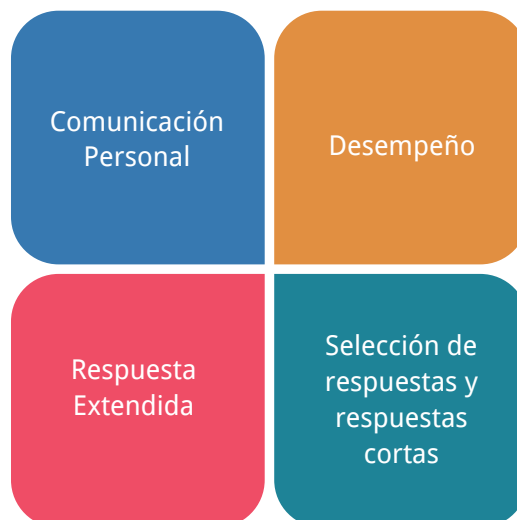 Comunicación
Personal
Desempeño
Respuesta
Extendida
Selección de
respuestas y
respuestas
cortas